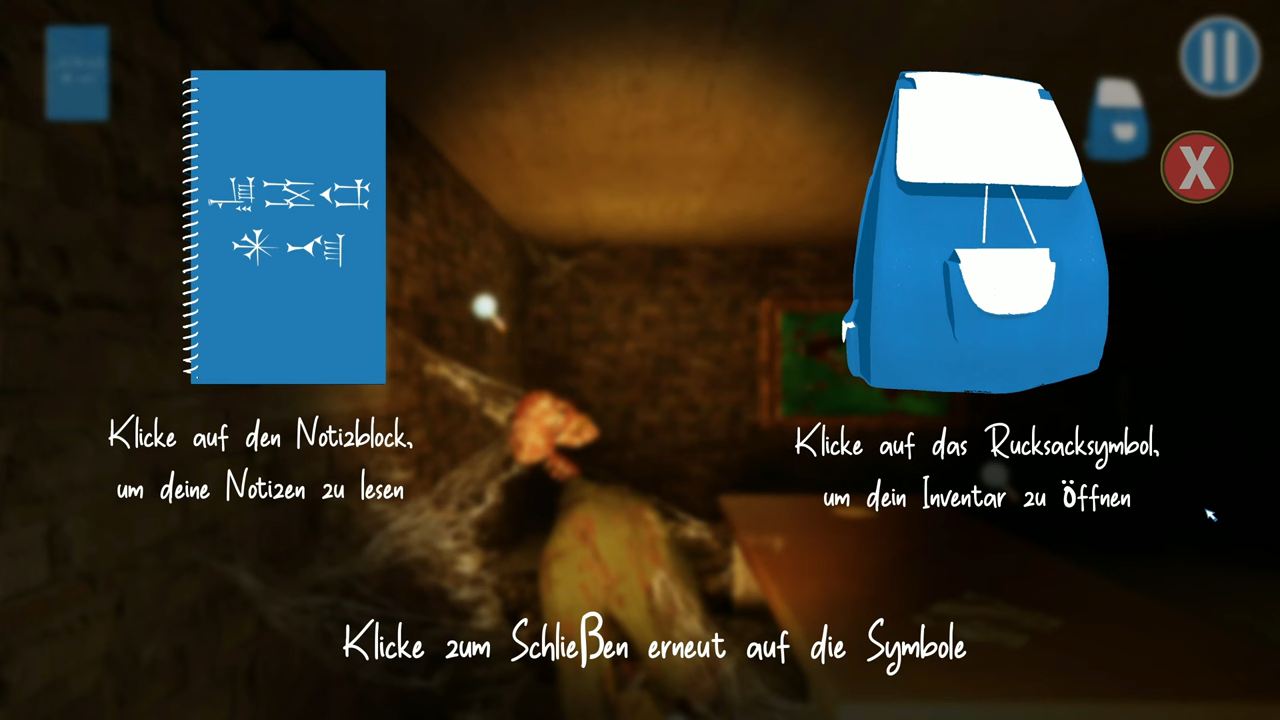 Klicke auf den Notizblock,
um deine Notizen zu lesen
Klicke auf das Rucksacksymbol,
um dein Inventar zu öffnen
Klicke zum Schließen erneut auf die Symbole
X